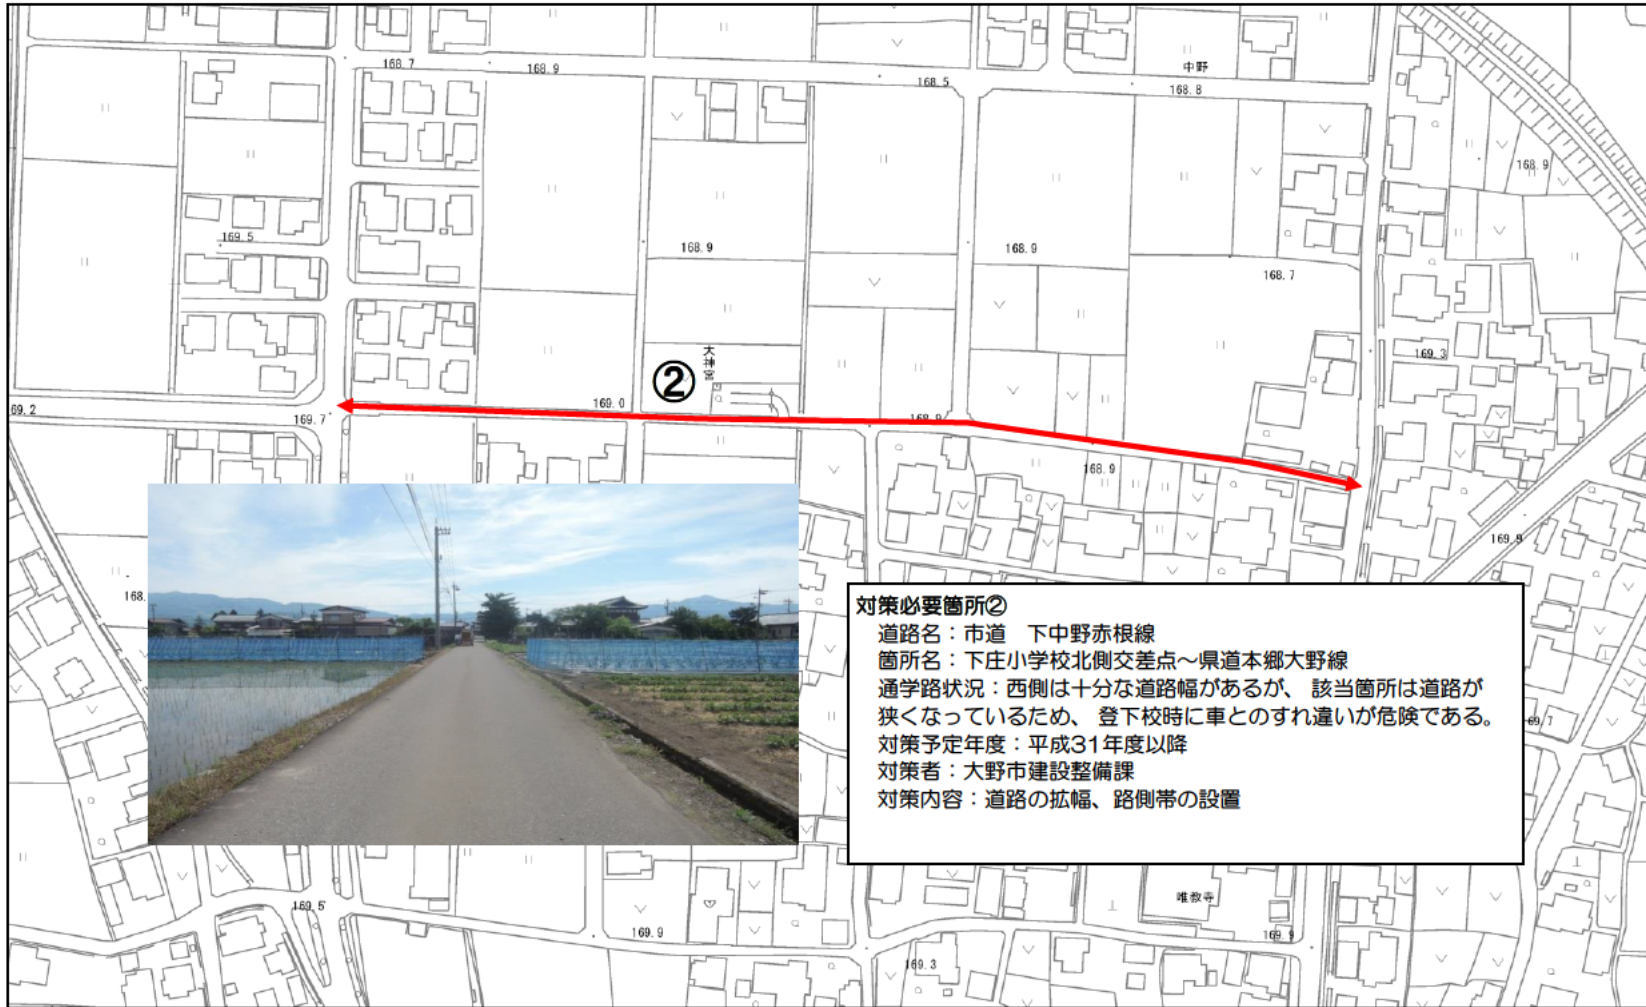 168.7
168.9
168.5
中野
168.8
168.9
169.5
168.9
168.9
168.7
大神宮
②
169.3
69.2
169.7
169.0
168.9
168.9
169.9
168.
対策必要箇所②
道路名：市道　下中野赤根線
箇所名：下庄小学校北側交差点～県道本郷大野線
通学路状況：西側は十分な道路幅があるが、 該当箇所は道路が
狭くなっているため、 登下校時に車とのすれ違いが危険である。
対策予定年度：平成31年度以降
対策者：大野市建設整備課
対策内容：道路の拡幅、路側帯の設置
69.7
唯教寺
169.5
169.9
169.9
169.3